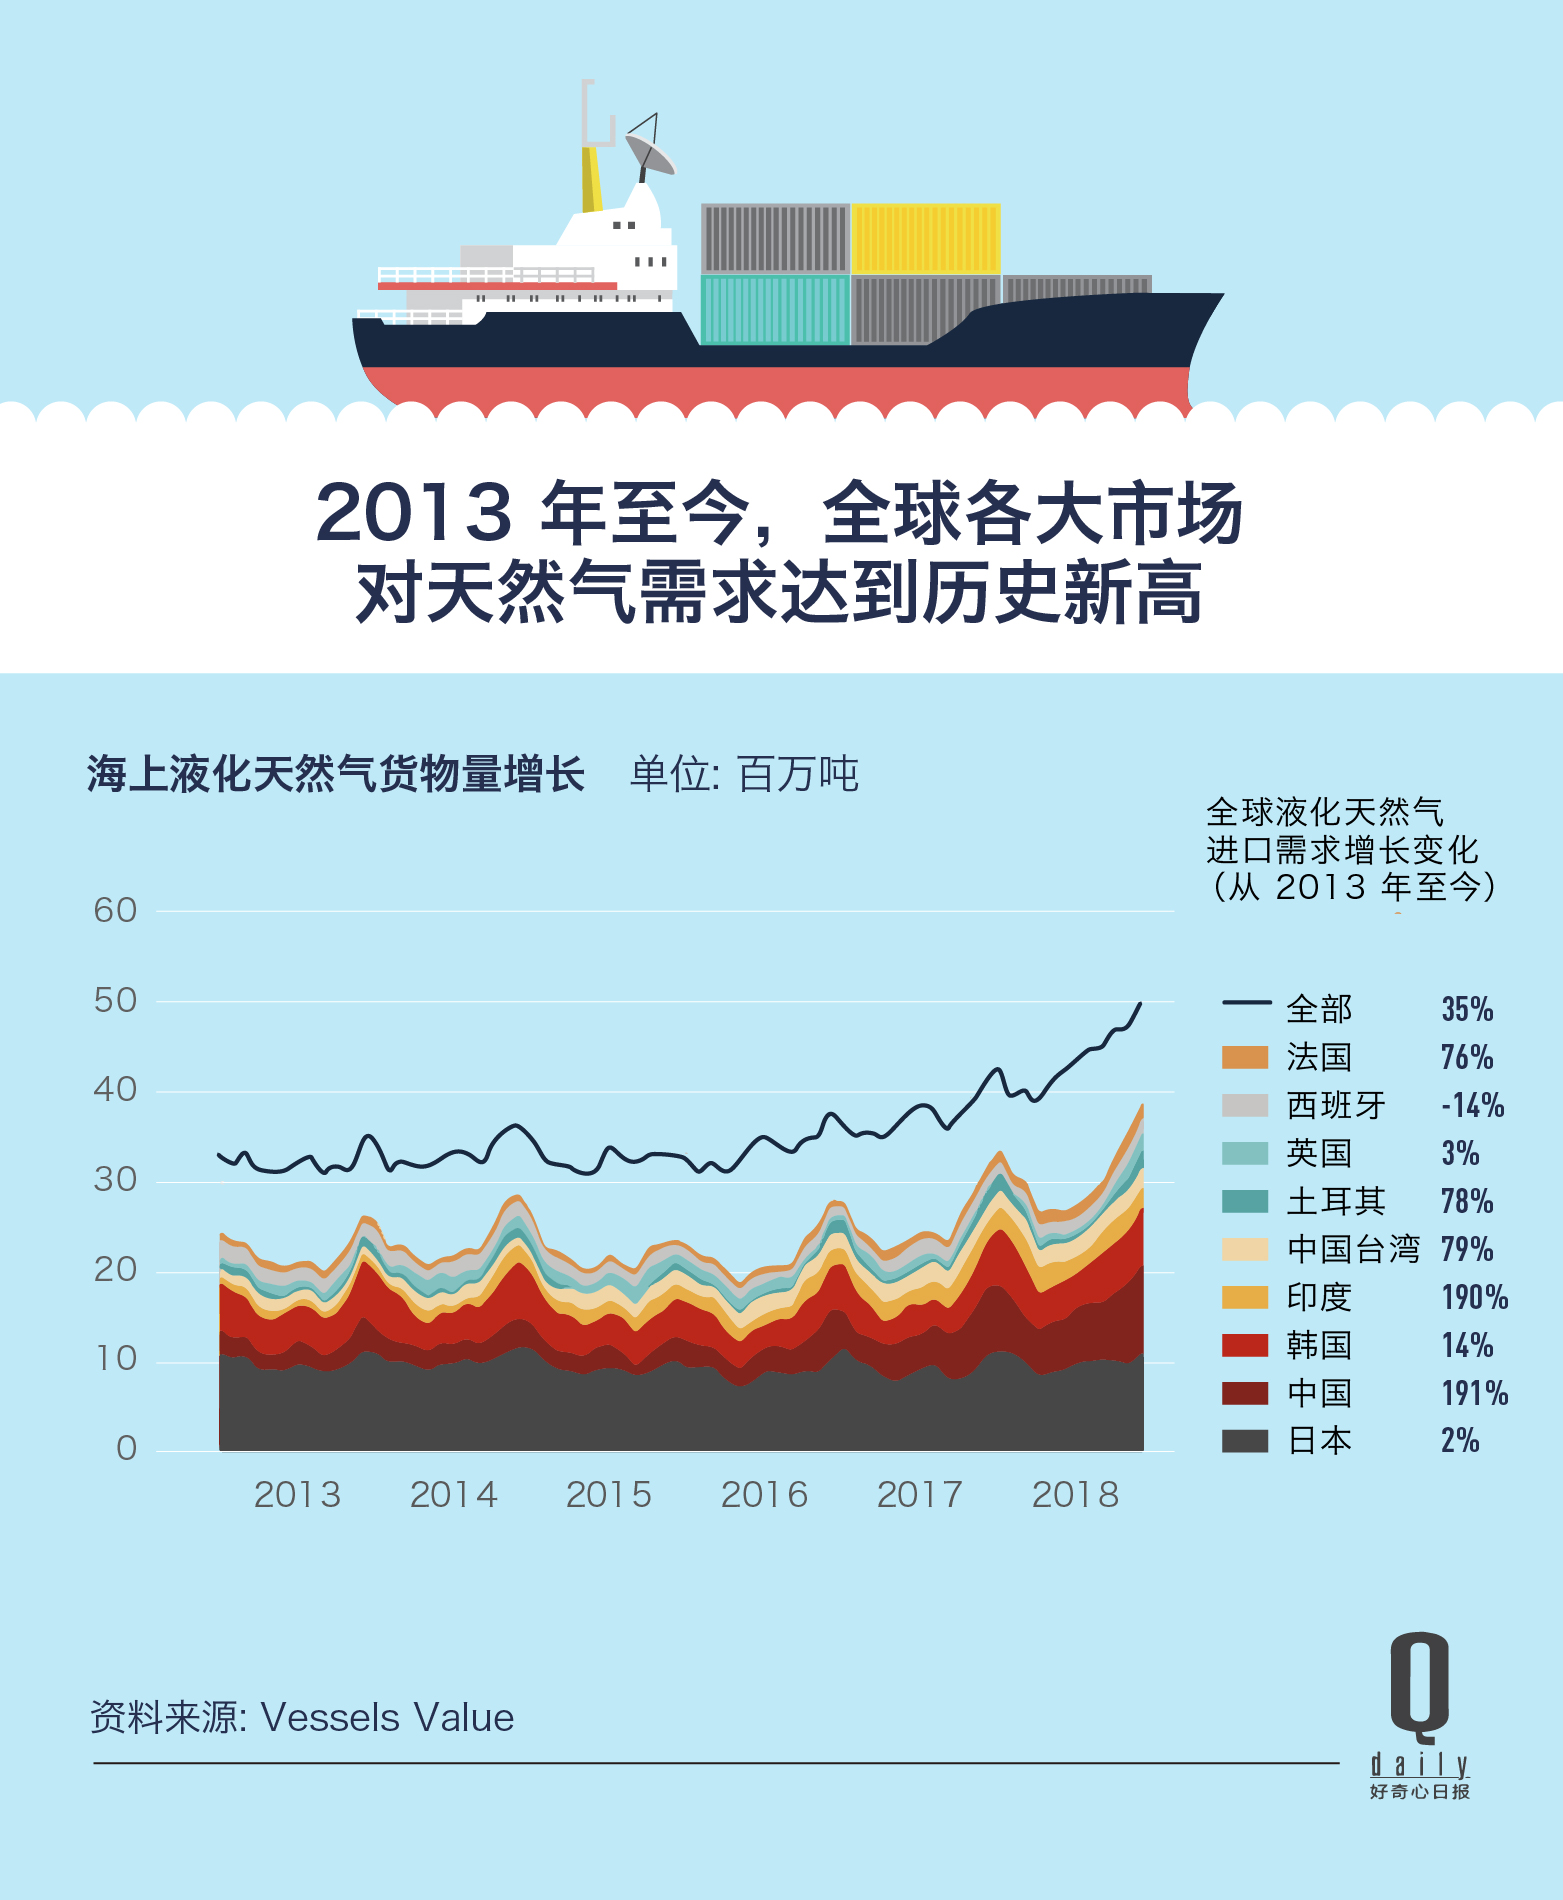 2013 年至今，全球各大市场
对天然气需求达到历史新高
海上液化天然气货物量增长 单位: 百万吨
全球液化天然气
进口需求增长变化
（从 2013 年至今）
60
50
40
30
20
10
0
2013 2014 2015 2016 2017 2018
全部 35%
法国 76%
西班牙 -14%
英国 3%
土耳其 78%
中国台湾 79%
印度 190%
韩国 14%
中国 191%
日本 2%
资料来源: Vessels Value
Q
daily
好奇心日报